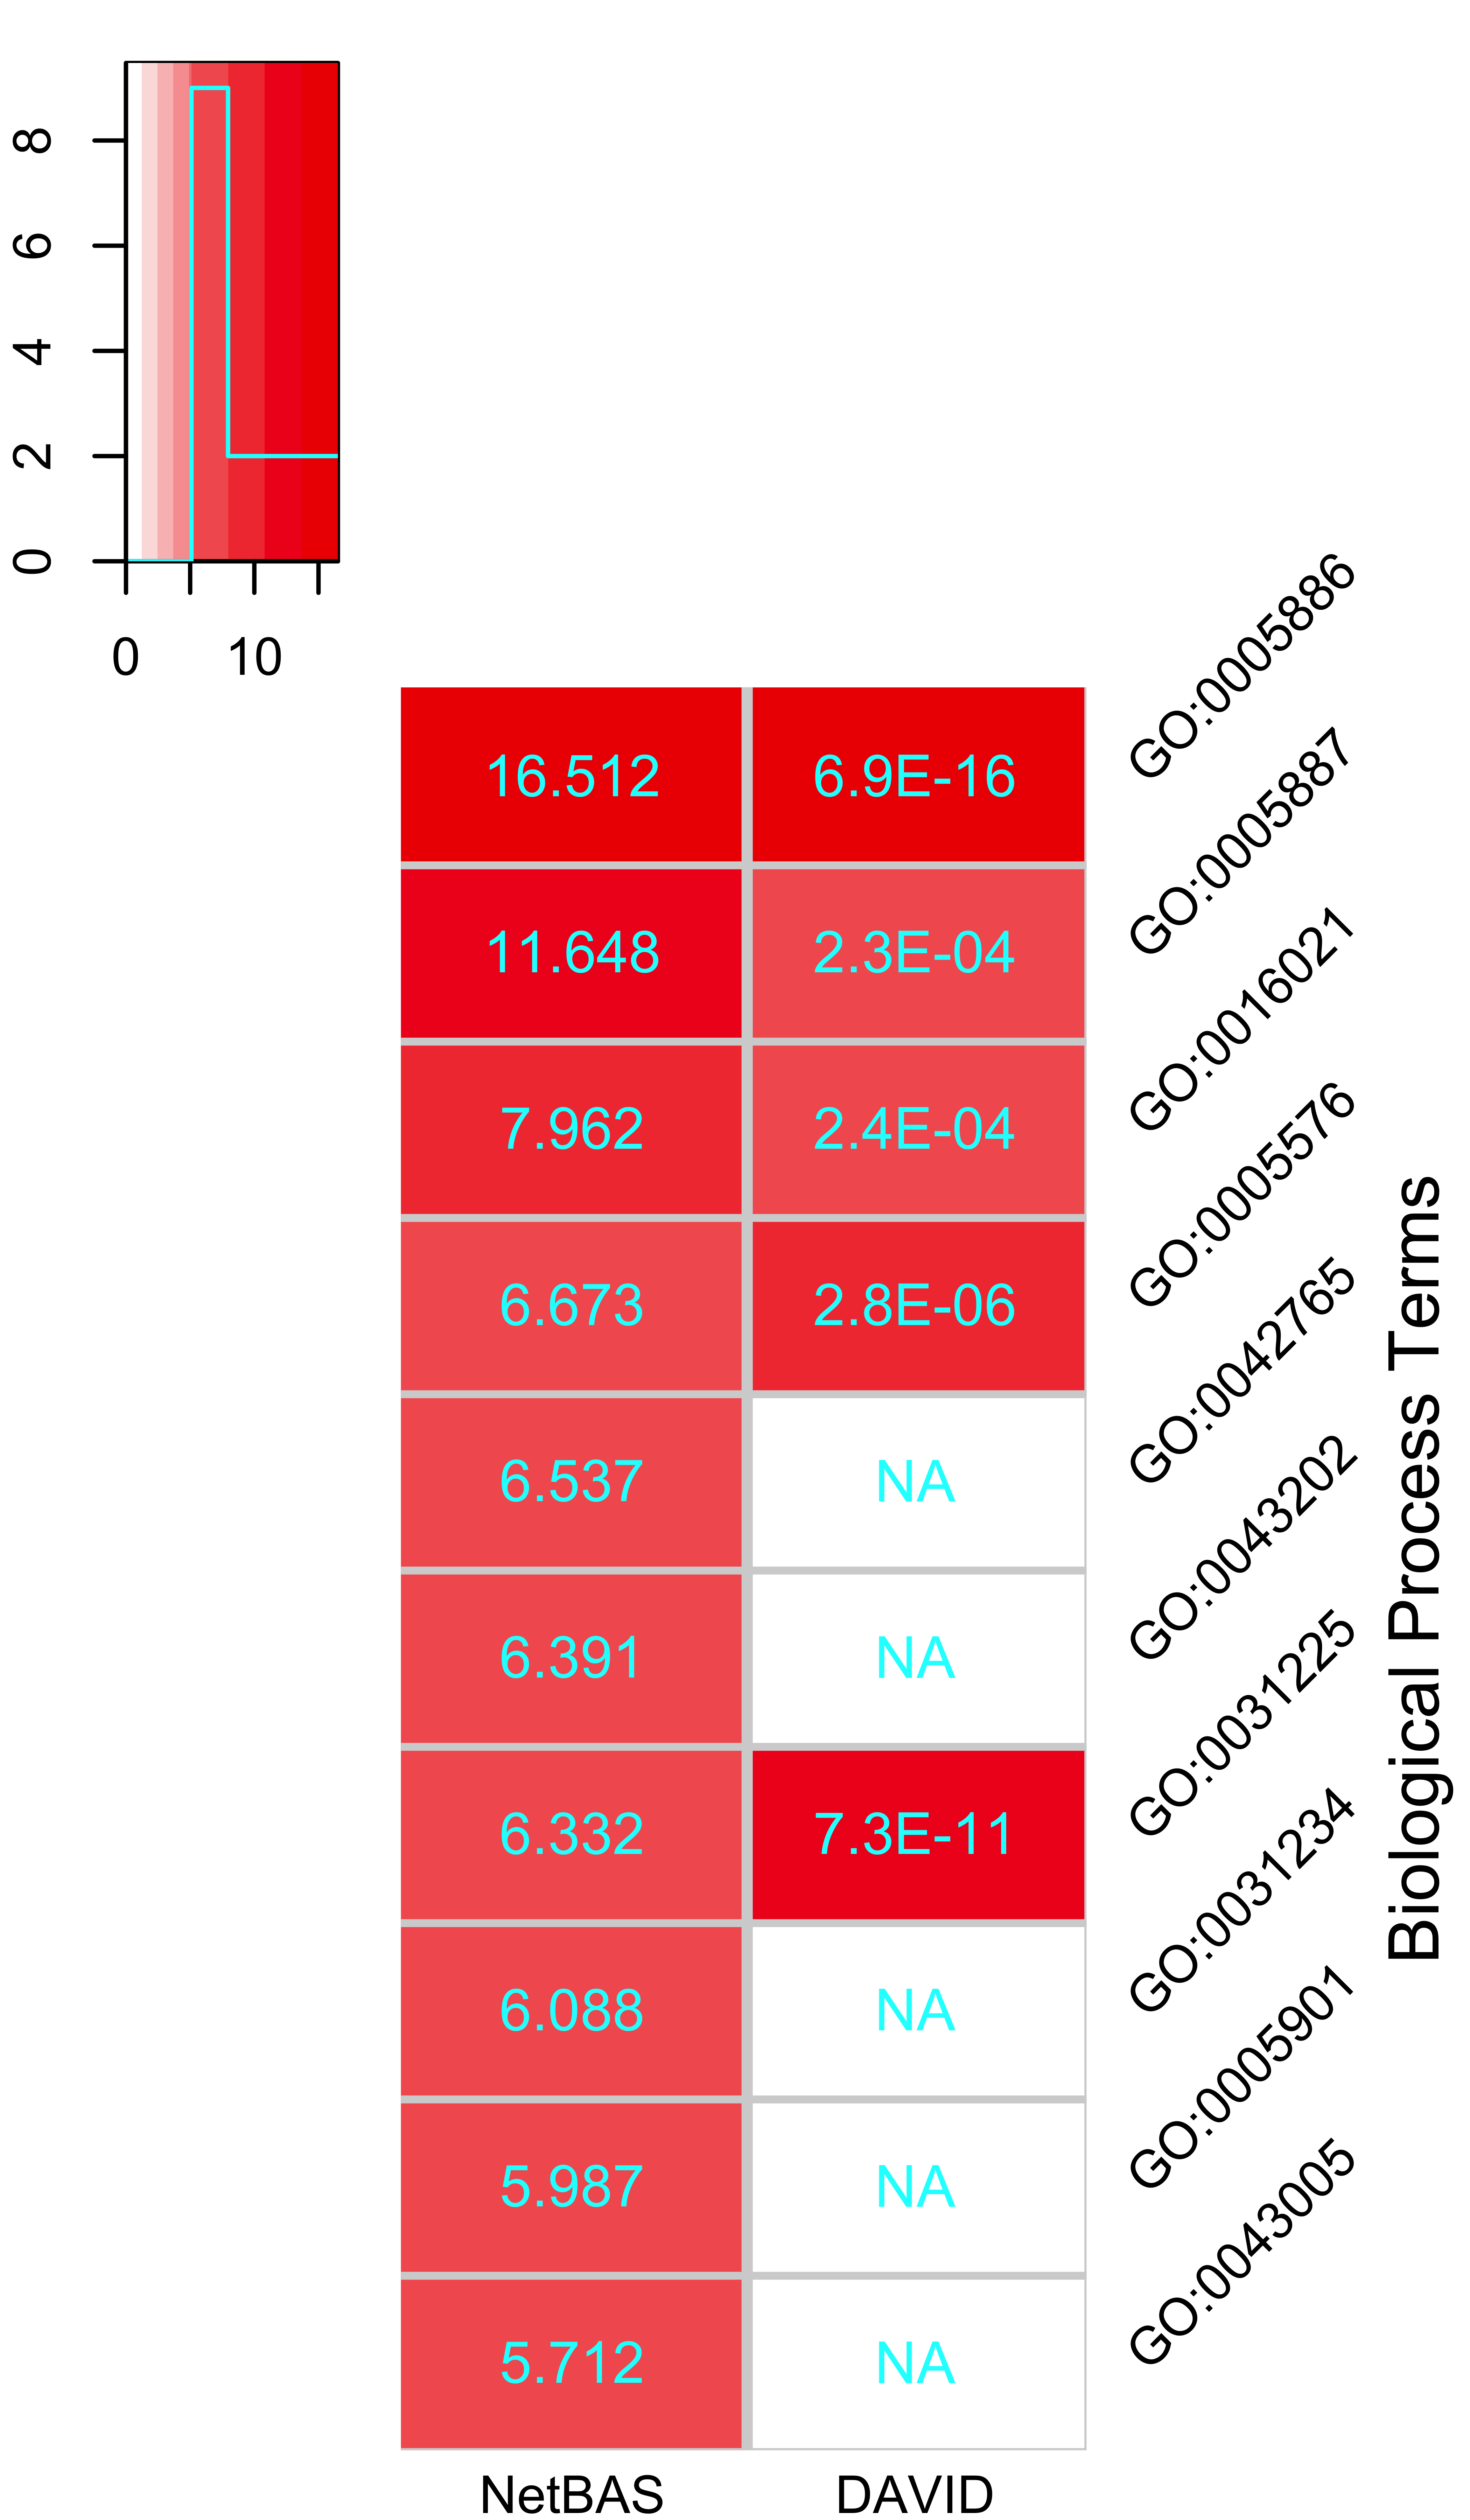 8
6
4
2
0
0 10
16.512 6.9E-16 GO:0005886
11.648 2.3E-04 GO:0005887
7.962 2.4E-04 GO:0016021
6.673 2.8E-06 GO:0005576
6.537 NA GO:0042765
6.391 NA GO:0043202
6.332 7.3E-11 GO:0031225
6.088 NA GO:0031234
5.987 NA GO:0005901
5.712 NA GO:0043005
NetBAS DAVID
Biological Process Terms